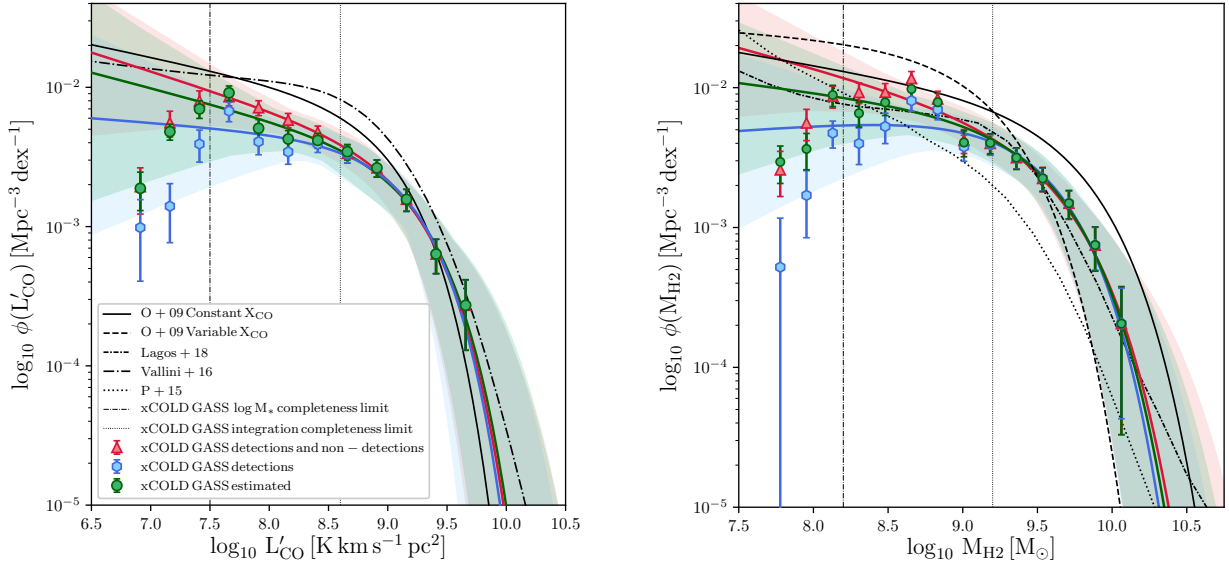 log₁₀ ϕ(L′CO) [Mpc⁻³ dex⁻¹]
10⁻²
10⁻³
10⁻⁴
10⁻⁵
O + 09 Constant XCO
O + 09 Variable XCO
Lagos + 18
Vallini + 16
P + 15
xCOLD GASS log M* completeness limit
xCOLD GASS integration completeness limit
xCOLD GASS detections and non − detections
xCOLD GASS detections
xCOLD GASS estimated
6.5 7.0 7.5 8.0 8.5 9.0 9.5 10.0 10.5
log₁₀ L′CO [K km s⁻¹ pc²]
log₁₀ ϕ(MH2) [Mpc⁻³ dex⁻¹]
10⁻²
10⁻³
10⁻⁴
10⁻⁵
7.5 8.0 8.5 9.0 9.5 10.0 10.5
log₁₀ MH2 [M⊙]